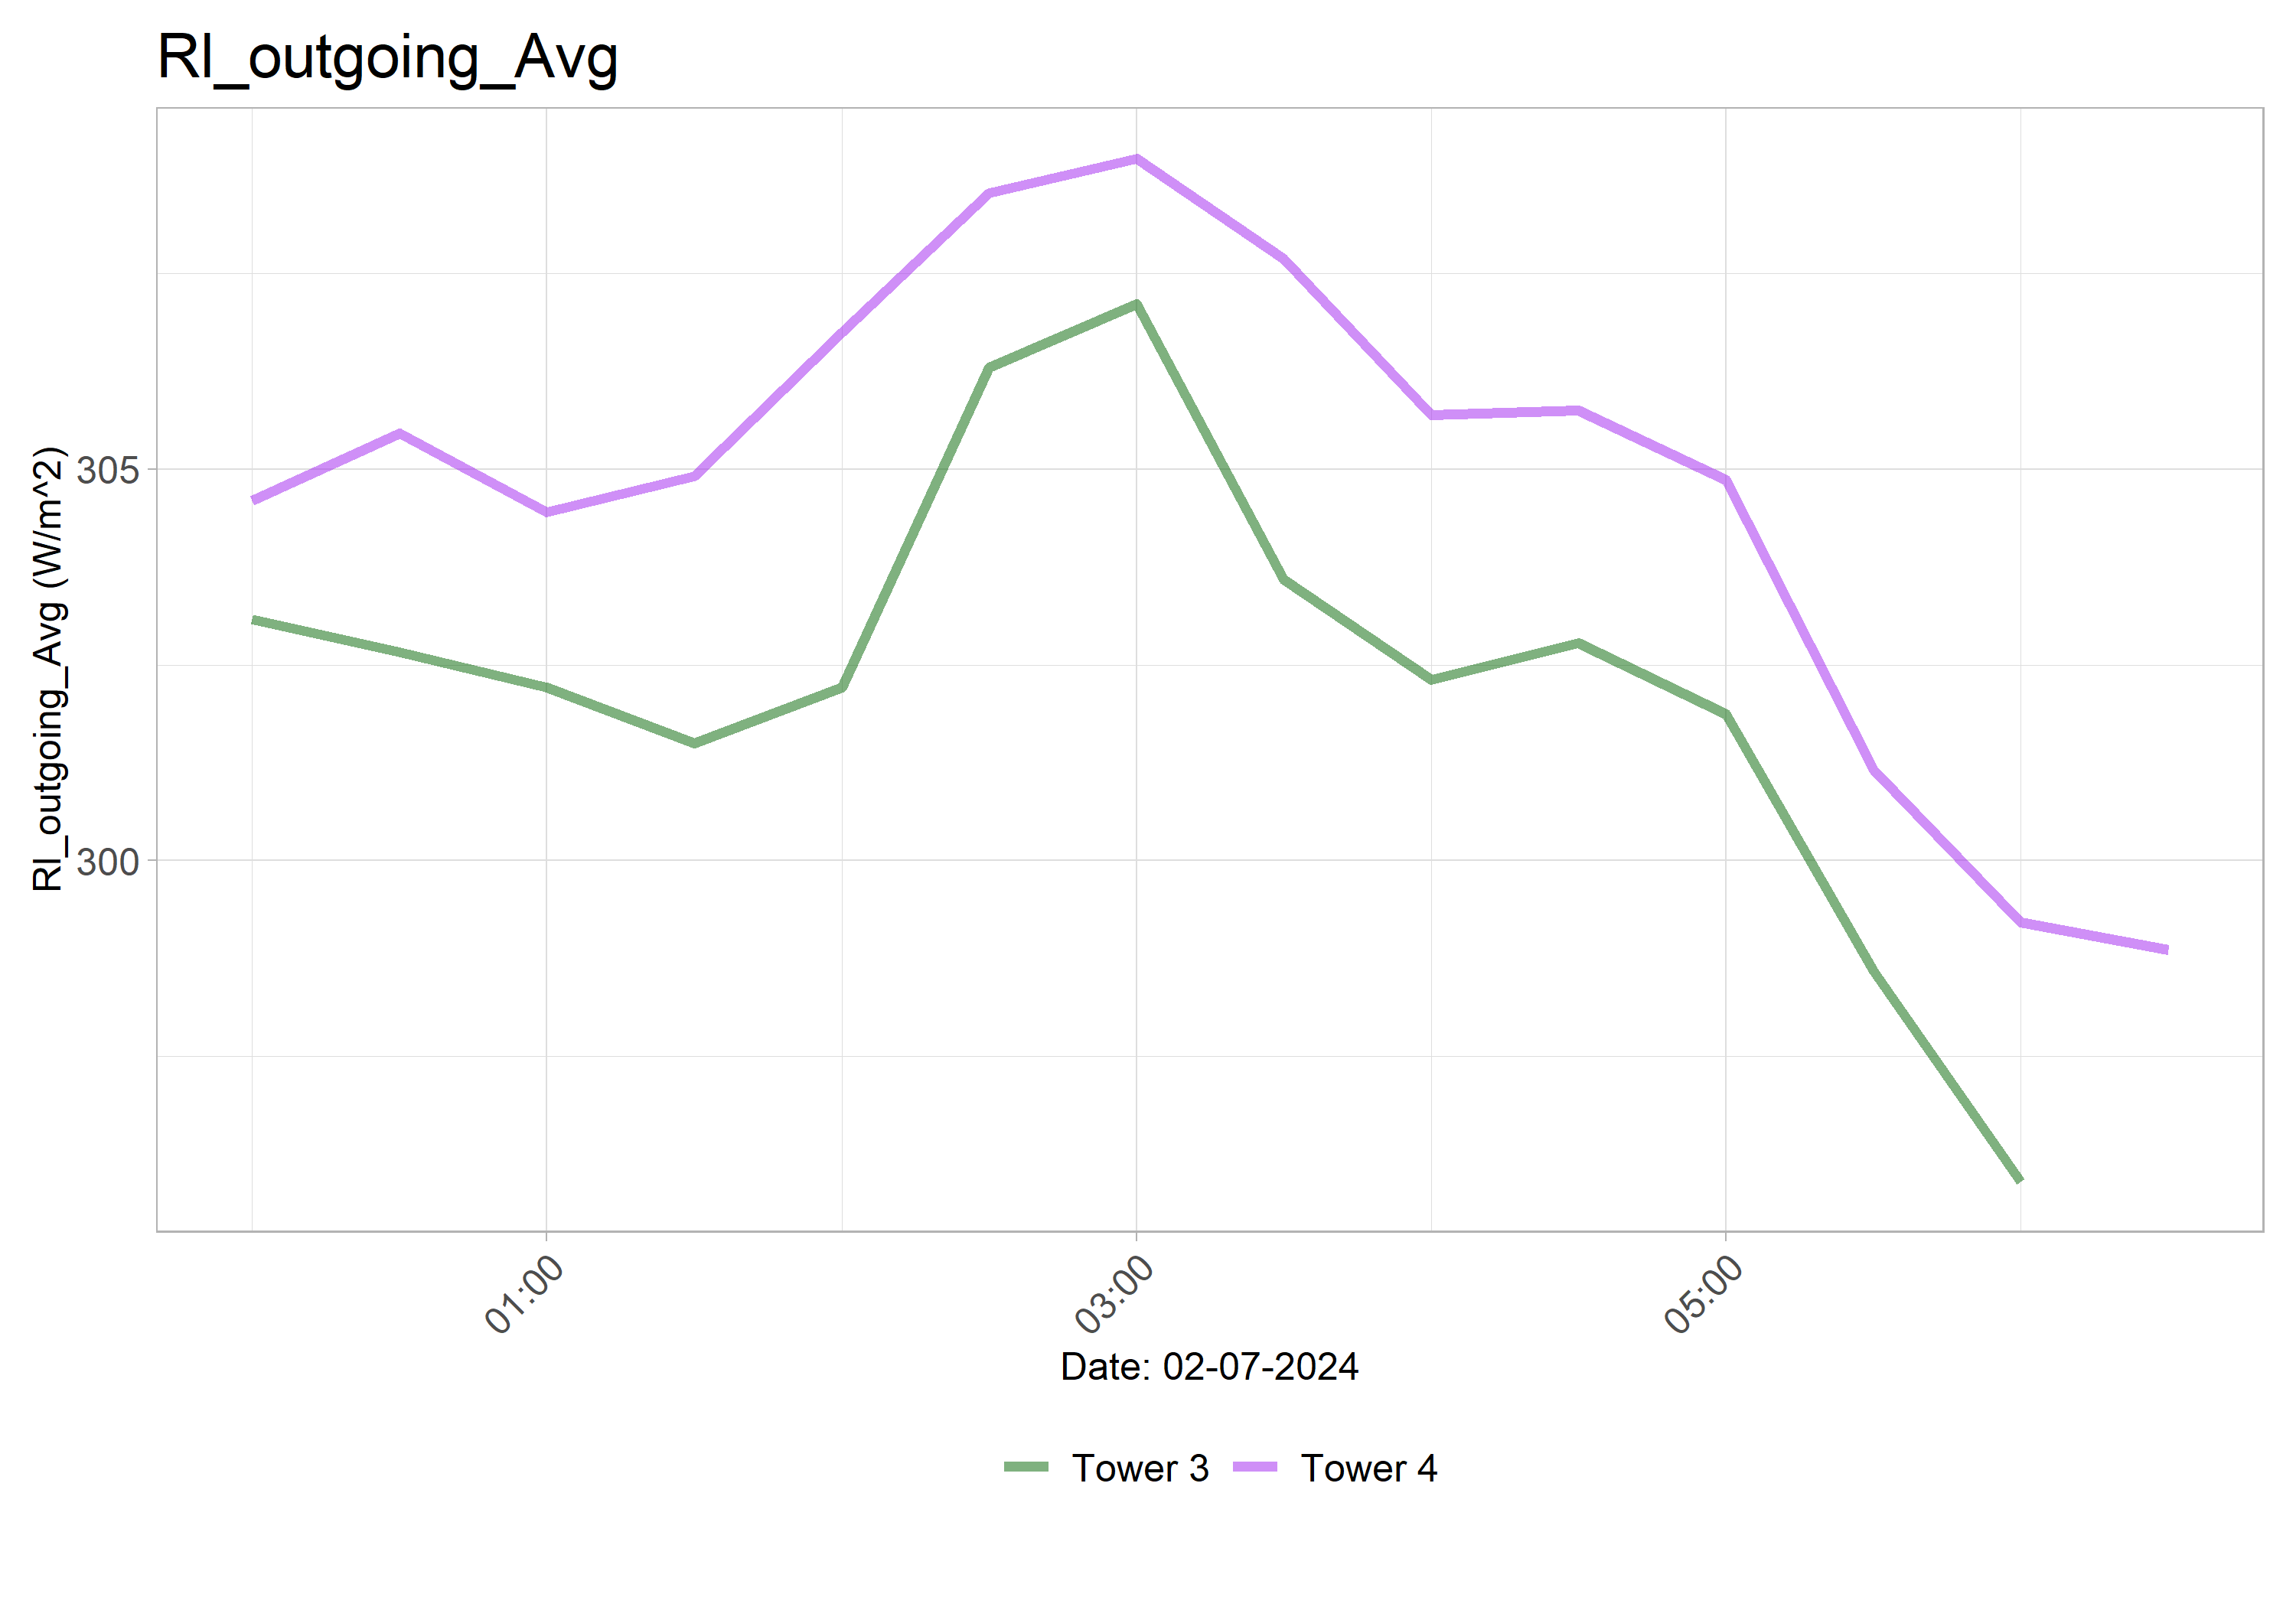 Rl_outgoing_Avg
Rl_outgoing_Avg (W/m^2)
305
300
01:00
03:00
05:00
Date: 02-07-2024
Tower 3
Tower 4